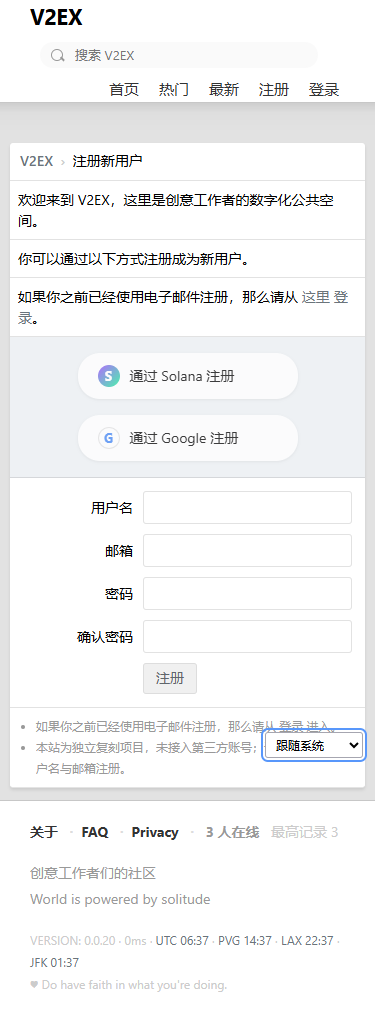 V2EX
搜索 V2EX
首页 热门 最新 注册 登录
V2EX › 注册新用户
欢迎来到 V2EX，这里是创意工作者的数字化公共空
间。
你可以通过以下方式注册成为新用户。
如果你之前已经使用电子邮件注册，那么请从 这里 登
录。
S 通过 Solana 注册
G 通过 Google 注册
用户名
邮箱
密码
确认密码
注册
• 如果你之前已经使用电子邮件注册，那么请从 登录 进入。
• 本站为独立复刻项目，未接入第三方账号；
跟随系统
户名与邮箱注册。
关于 · FAQ · Privacy · 3 人在线 最高记录 3
创意工作者们的社区
World is powered by solitude
VERSION: 0.0.20 · 0ms · UTC 06:37 · PVG 14:37 · LAX 22:37 ·
JFK 01:37
♥ Do have faith in what you're doing.